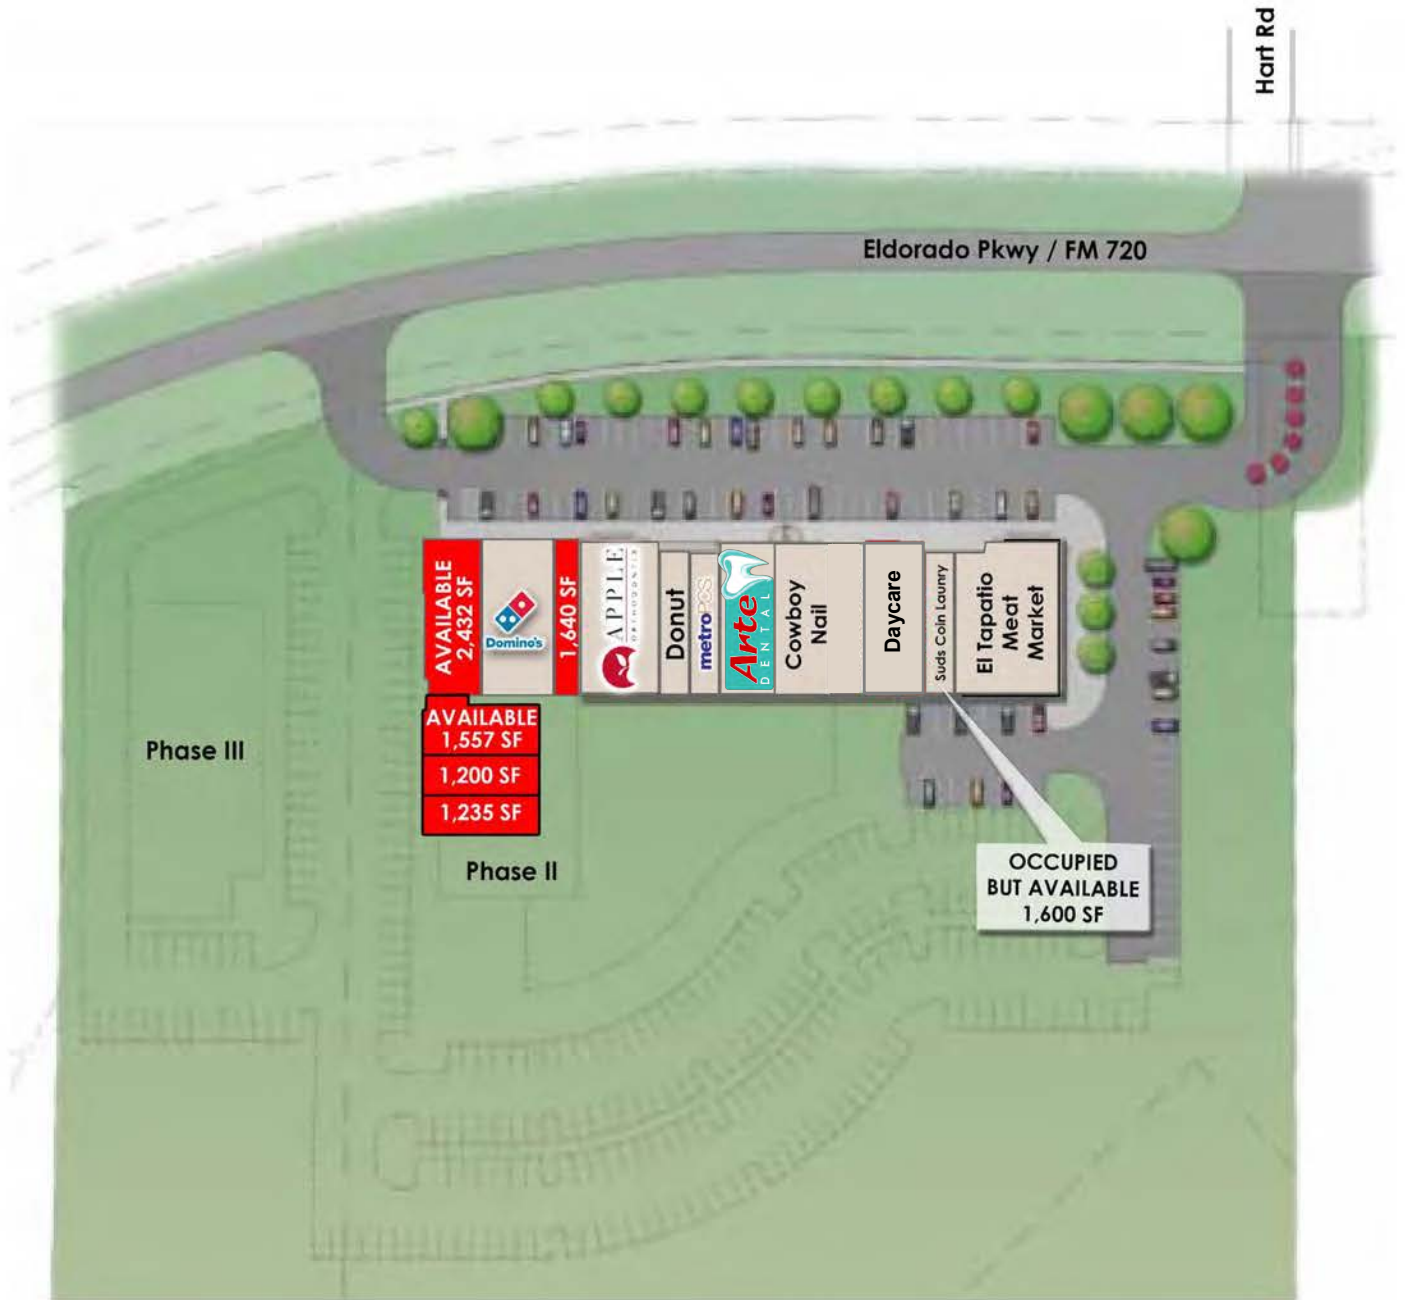 Hart Rd
Eldorado Pkwy / FM 720
AVAILABLE
2,432 SF
Domino's
1,640 SF
APPLE
ORTHODONTIX
Donut
metroPCS
Arte
DENTAL
Cowboy
Nail
Daycare
Suds Coin Launry
El Tapatio
Meat
Market
AVAILABLE
1,557 SF
1,200 SF
1,235 SF
Phase III
Phase II
OCCUPIED
BUT AVAILABLE
1,600 SF